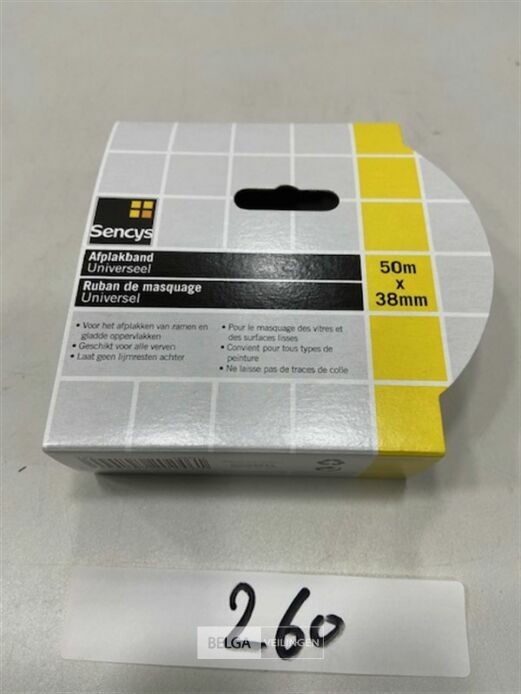 Sencys
Afplakband
Universeel
Ruban de masquage
Universel
50m
x
38mm
• Voor het afplakken van ramen en
gladde oppervlakken
• Geschikt voor alle verven
• Laat geen lijmresten achter
• Pour le masquage des vitres et
des surfaces lisses
• Convient pour tous types de
peinture
• Ne laisse pas de traces de colle
260
BELGA VEILINGEN